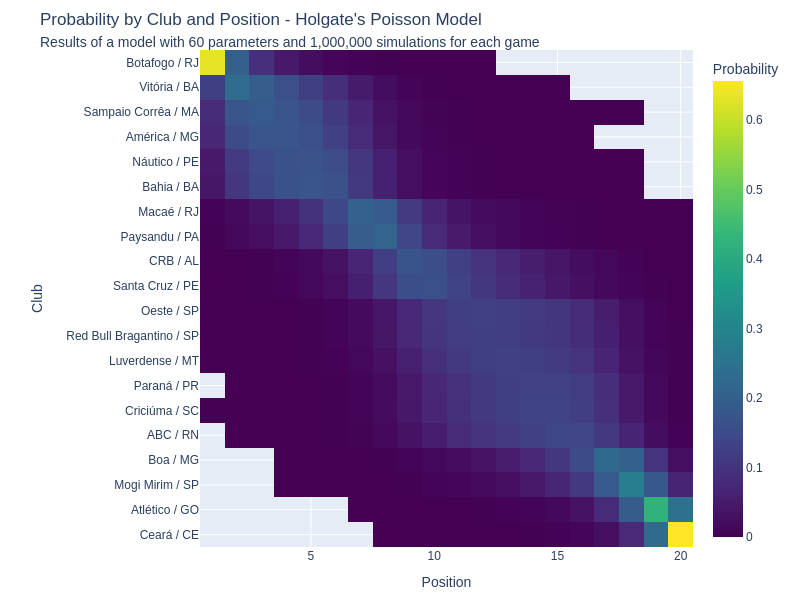 Probability by Club and Position - Holgate's Poisson Model
Results of a model with 60 parameters and 1,000,000 simulations for each game
Probability
Club
Botafogo / RJ
Vitória / BA
Sampaio Corrêa / MA
América / MG
Náutico / PE
Bahia / BA
Macaé / RJ
Paysandu / PA
CRB / AL
Santa Cruz / PE
Oeste / SP
Red Bull Bragantino / SP
Luverdense / MT
Paraná / PR
Criciúma / SC
ABC / RN
Boa / MG
Mogi Mirim / SP
Atlético / GO
Ceará / CE
0.6
0.5
0.4
0.3
0.2
0.1
0
5
10
15
20
Position